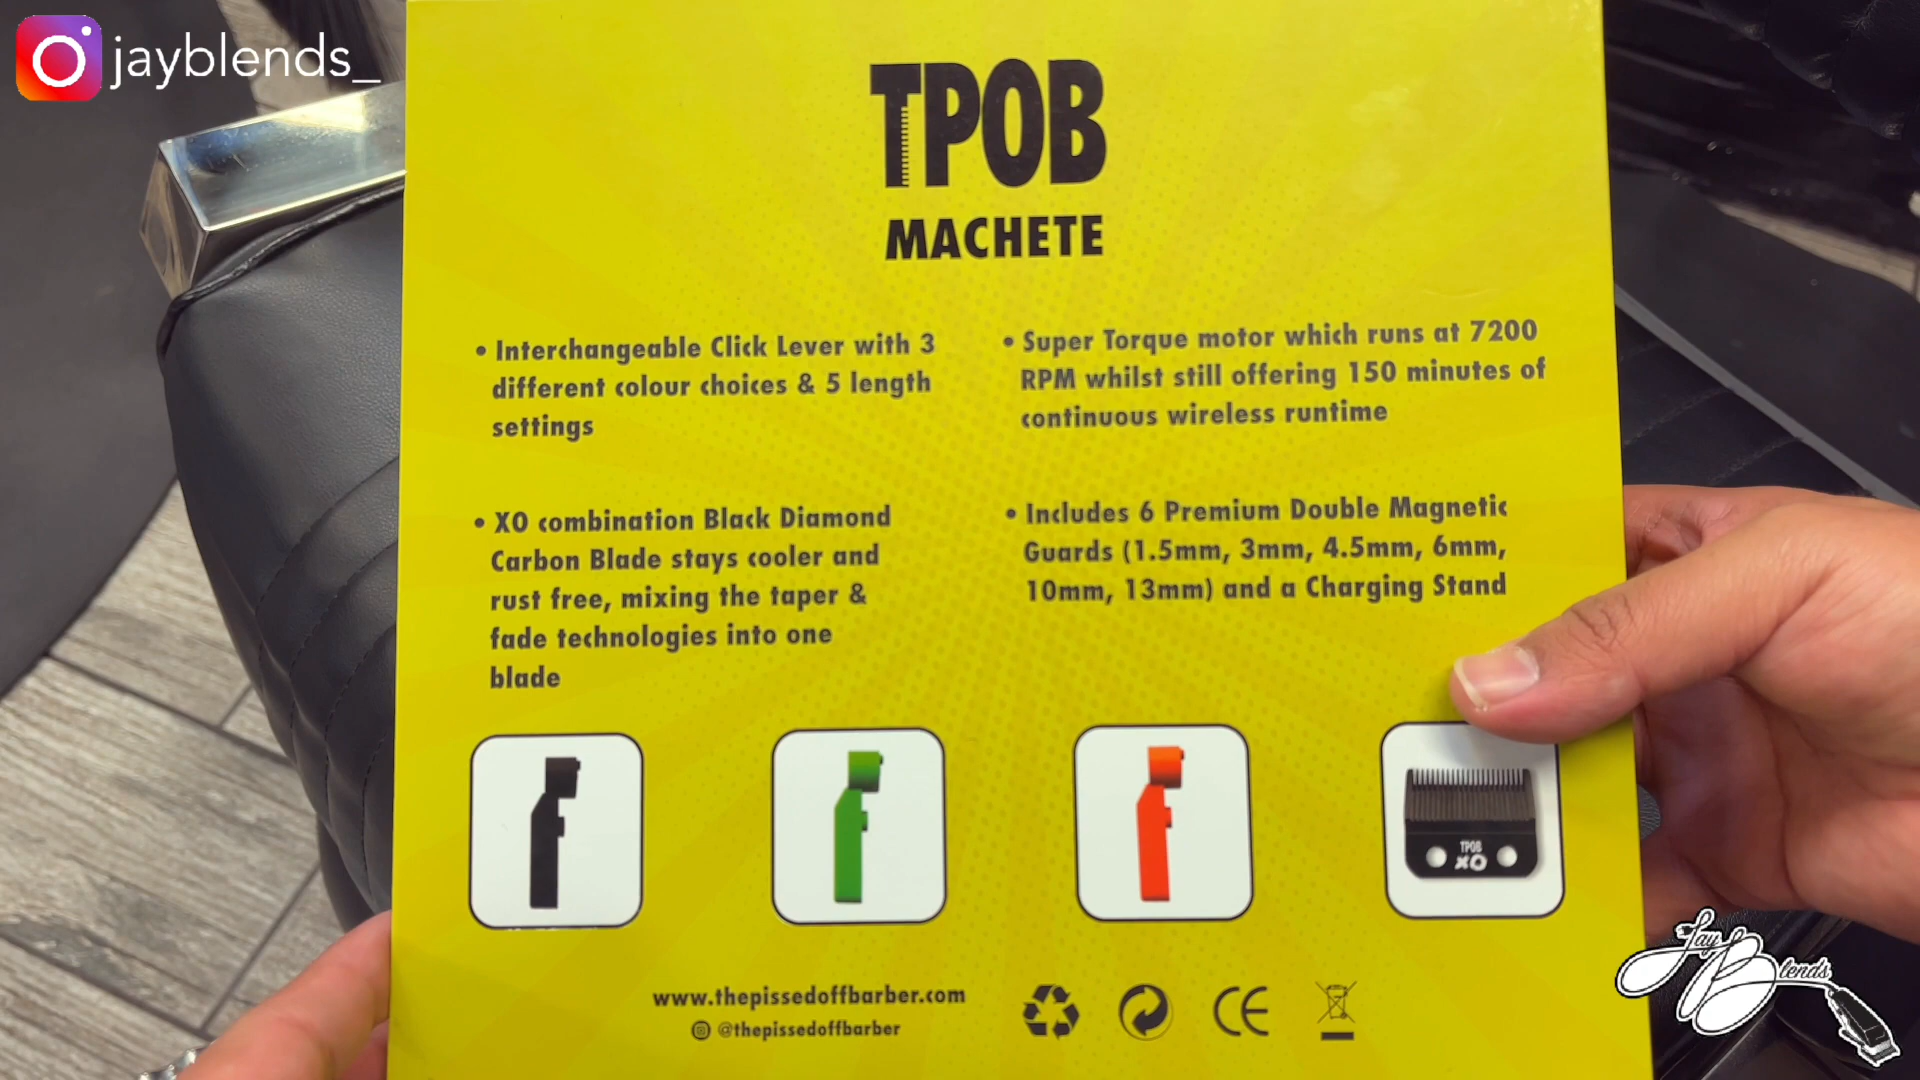 jayblends_
TPOB
MACHETE
• Interchangeable Click Lever with 3
different colour choices & 5 length
settings
• Super Torque motor which runs at 7200
RPM whilst still offering 150 minutes of
continuous wireless runtime
• XO combination Black Diamond
Carbon Blade stays cooler and
rust free, mixing the taper &
fade technologies into one
blade
• Includes 6 Premium Double Magnetic
Guards (1.5mm, 3mm, 4.5mm, 6mm,
10mm, 13mm) and a Charging Stand
TPOB
XO
www.thepissedoffbarber.com
@thepissedoffbarber
CE
Jay Blends